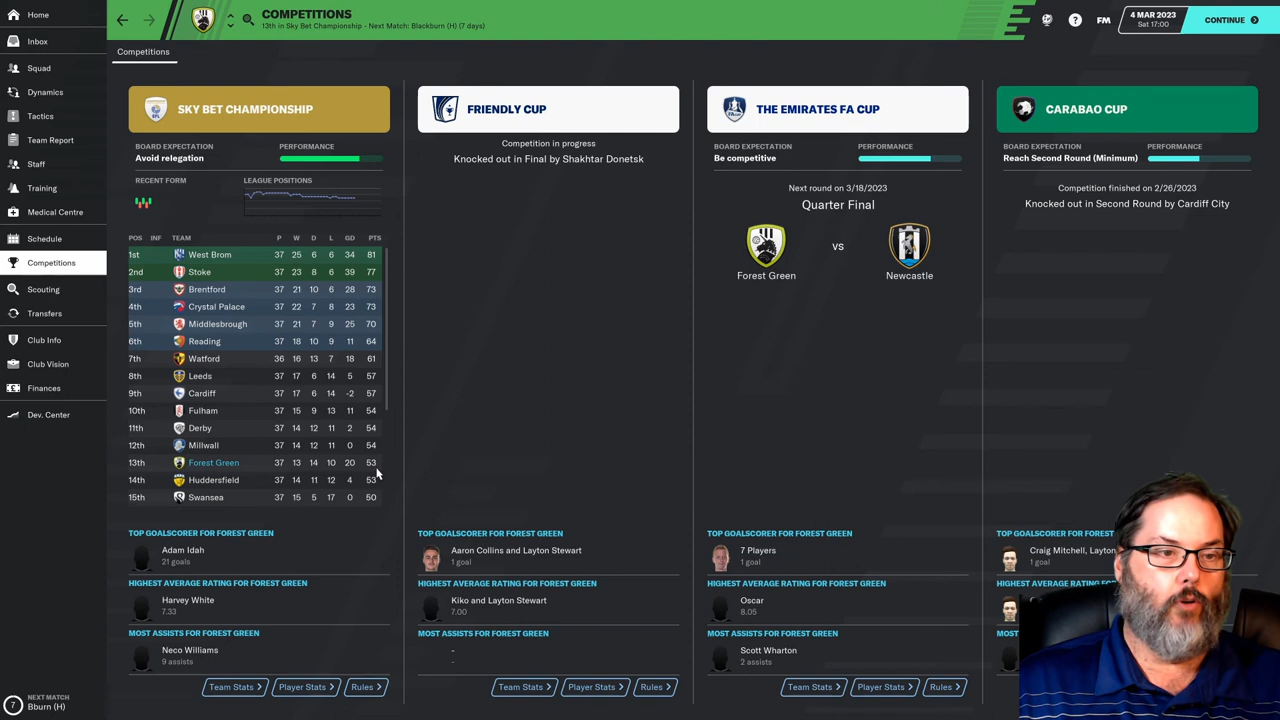 Home
COMPETITIONS
13th in Sky Bet Championship - Next Match: Blackburn (H) (7 days)
FM
4 MAR 2023
Sat 17:00
CONTINUE
Inbox
Squad
Dynamics
Tactics
Team Report
Staff
Training
Medical Centre
Schedule
Competitions
Scouting
Transfers
Club Info
Club Vision
Finances
Dev. Center
NEXT MATCH
7 Bburn (H)
Competitions
SKY BET CHAMPIONSHIP
BOARD EXPECTATION PERFORMANCE
Avoid relegation
RECENT FORM LEAGUE POSITIONS
POS INF TEAM P W D L GD PTS
1st West Brom 37 25 6 6 34 81
2nd Stoke 37 23 8 6 39 77
3rd Brentford 37 21 10 6 28 73
4th Crystal Palace 37 22 7 8 23 73
5th Middlesbrough 37 21 7 9 25 70
6th Reading 37 18 10 9 11 64
7th Watford 36 16 13 7 18 61
8th Leeds 37 17 6 14 5 57
9th Cardiff 37 17 6 14 -2 57
10th Fulham 37 15 9 13 11 54
11th Derby 37 14 12 11 2 54
12th Millwall 37 14 12 11 0 54
13th Forest Green 37 13 14 10 20 53
14th Huddersfield 37 14 11 12 4 53
15th Swansea 37 15 5 17 0 50
TOP GOALSCORER FOR FOREST GREEN
Adam Idah
21 goals
HIGHEST AVERAGE RATING FOR FOREST GREEN
Harvey White
7.33
MOST ASSISTS FOR FOREST GREEN
Neco Williams
9 assists
Team Stats Player Stats Rules
FRIENDLY CUP
Competition in progress
Knocked out in Final by Shakhtar Donetsk
TOP GOALSCORER FOR FOREST GREEN
Aaron Collins and Layton Stewart
1 goal
HIGHEST AVERAGE RATING FOR FOREST GREEN
Kiko and Layton Stewart
7.00
MOST ASSISTS FOR FOREST GREEN
-
-
Team Stats Player Stats Rules
THE EMIRATES FA CUP
BOARD EXPECTATION PERFORMANCE
Be competitive
Next round on 3/18/2023
Quarter Final
vs
Forest Green Newcastle
TOP GOALSCORER FOR FOREST GREEN
7 Players
1 goal
HIGHEST AVERAGE RATING FOR FOREST GREEN
Oscar
8.05
MOST ASSISTS FOR FOREST GREEN
Scott Wharton
2 assists
Team Stats Player Stats Rules
CARABAO CUP
BOARD EXPECTATION PERFORMANCE
Reach Second Round (Minimum)
Competition finished on 2/26/2023
Knocked out in Second Round by Cardiff City
TOP GOALSCORER FOR FOREST
Craig Mitchell, Layton
1 goal
HIGHEST AVERAGE
MOST ASSISTS FO